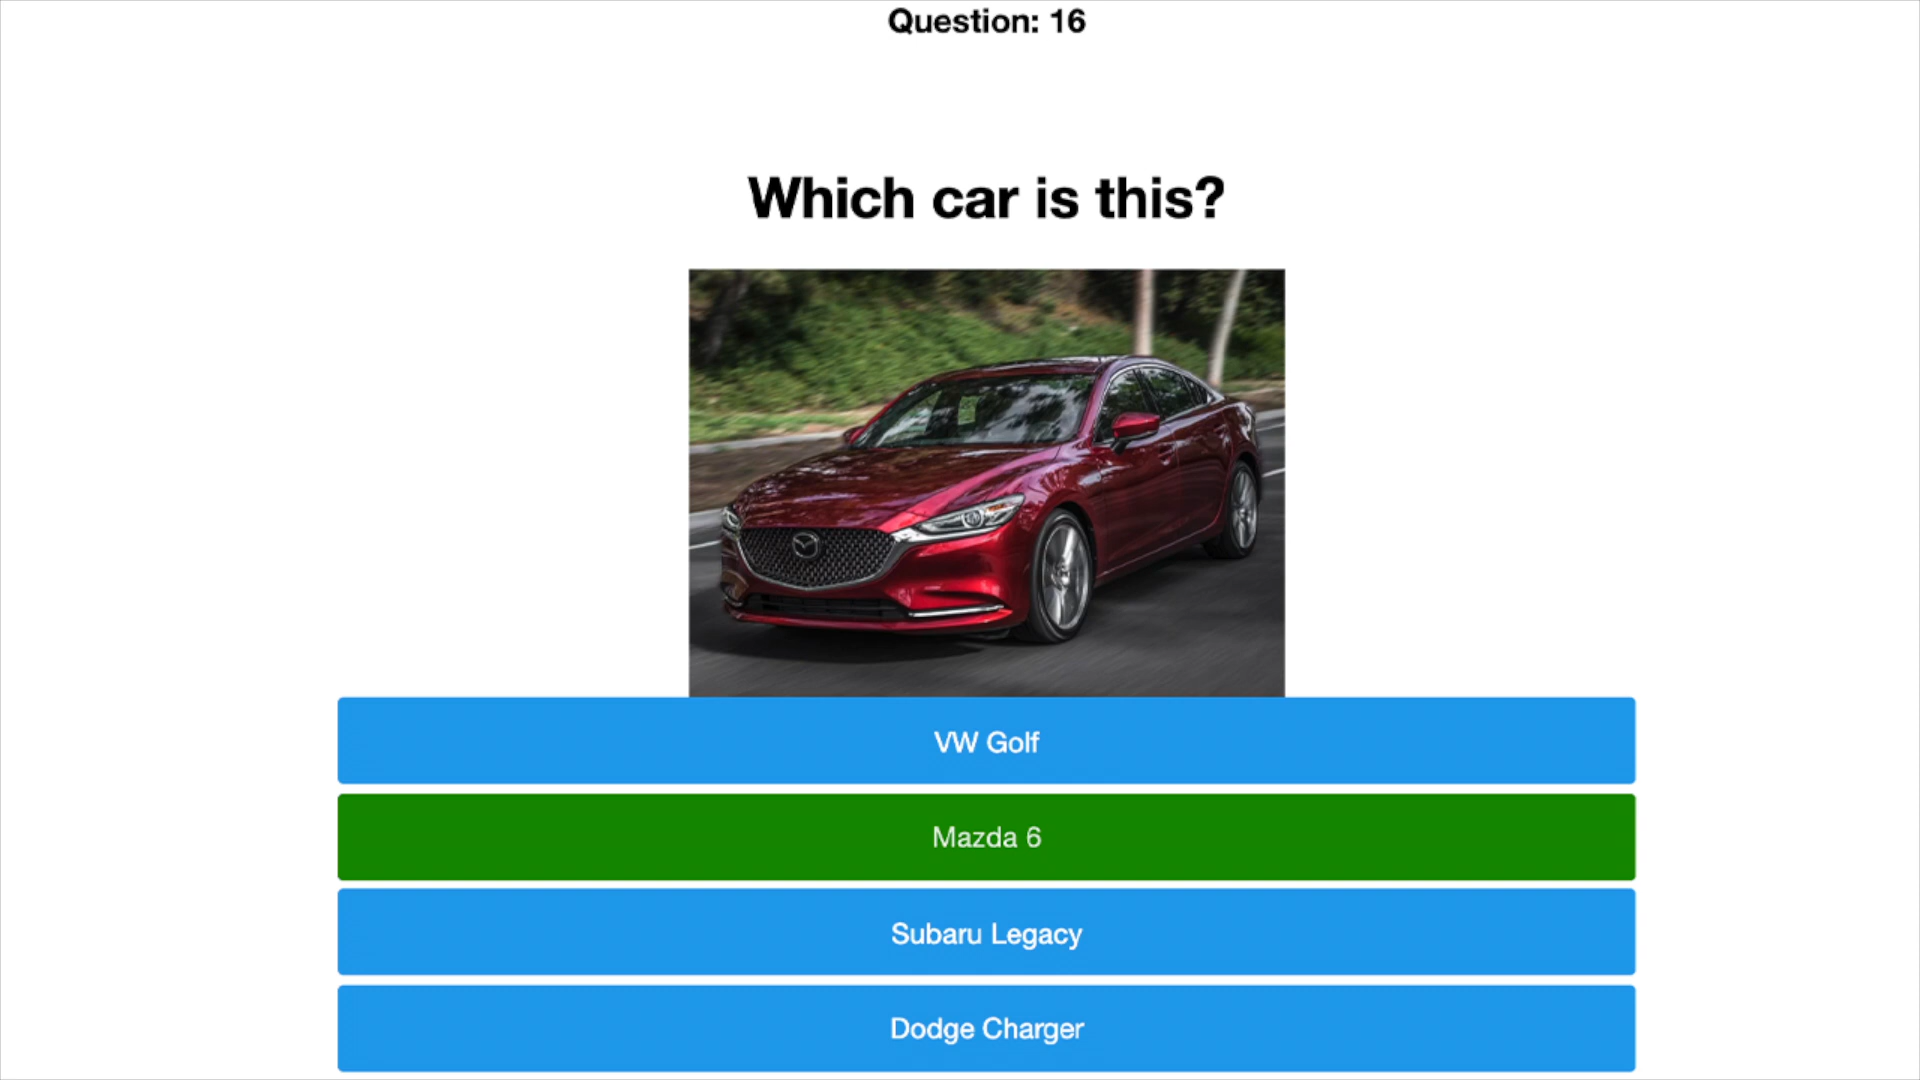 Question: 16
Which car is this?
VW Golf
Mazda 6
Subaru Legacy
Dodge Charger